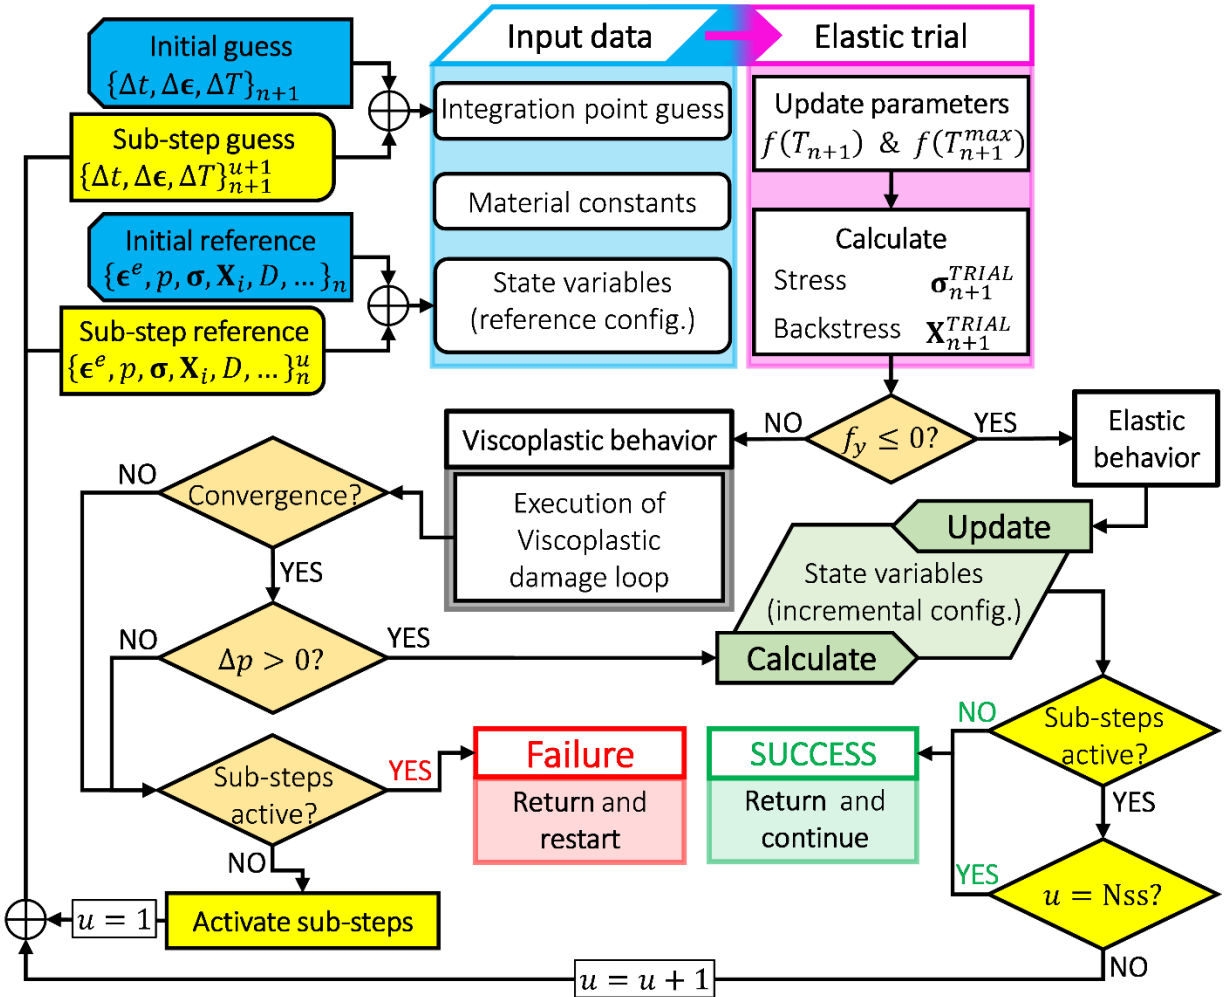 Initial guess
{Δt, Δϵ, ΔT}ₙ₊₁
Sub-step guess
{Δt, Δϵ, ΔT}ₙ₊₁ᵘ⁺¹
Initial reference
{ϵᵉ, p, σ, Xᵢ, D, … }ₙ
Sub-step reference
{ϵᵉ, p, σ, Xᵢ, D, … }ₙᵘ
Input data
Integration point guess
Material constants
State variables
(reference config.)
Elastic trial
Update parameters
f(Tₙ₊₁) & f(Tₙ₊₁ᵐᵃˣ)
Calculate
Stress σₙ₊₁^TRIAL
Backstress Xₙ₊₁^TRIAL
f_y ≤ 0?
NO
YES
Elastic
behavior
Viscoplastic behavior
Execution of
Viscoplastic
damage loop
Convergence?
NO
YES
Δp > 0?
NO
YES
Update
State variables
(incremental config.)
Calculate
Sub-steps
active?
YES
NO
Failure
Return and
restart
SUCCESS
Return and
continue
Sub-steps
active?
NO
YES
u = Nss?
YES
NO
Activate sub-steps
u = 1
u = u + 1